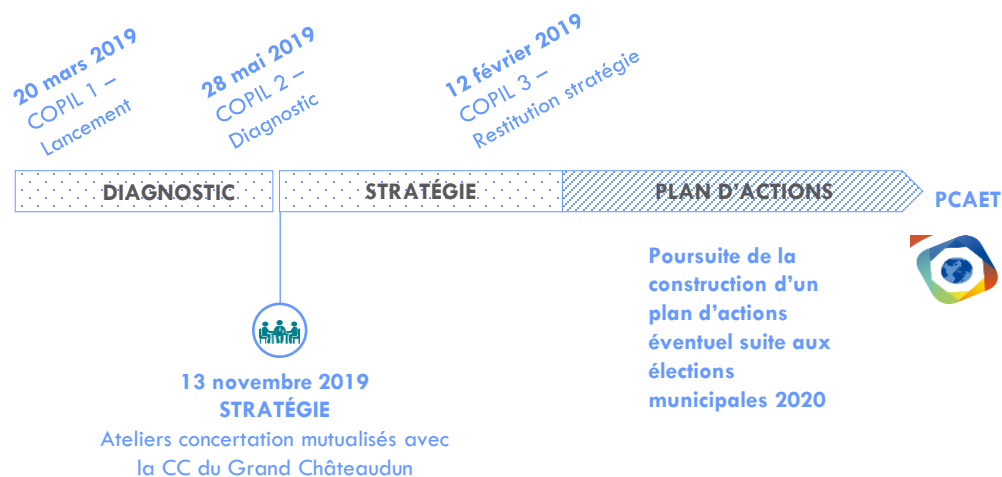 20 mars 2019
COPIL 1 –
Lancement
28 mai 2019
COPIL 2 –
Diagnostic
12 février 2019
COPIL 3 –
Restitution stratégie
DIAGNOSTIC
STRATÉGIE
PLAN D'ACTIONS
PCAET
Poursuite de la
construction d'un
plan d'actions
éventuel suite aux
élections
municipales 2020
13 novembre 2019
STRATÉGIE
Ateliers concertation mutualisés avec
la CC du Grand Châteaudun